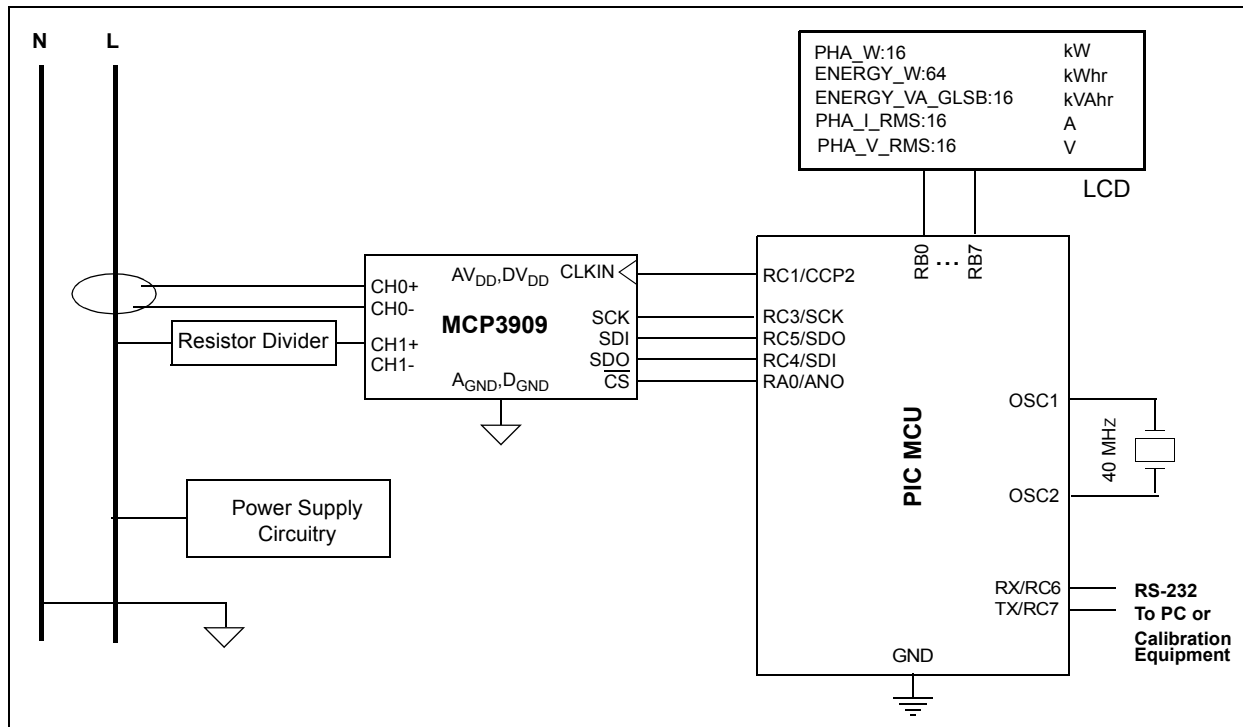 N L
PHA_W:16 kW
ENERGY_W:64 kWhr
ENERGY_VA_GLSB:16 kVAhr
PHA_I_RMS:16 A
PHA_V_RMS:16 V
LCD
RB0 ... RB7
CH0+
CH0-
CH1+
CH1-
AVDD,DVDD
CLKIN
MCP3909
SCK
SDI
SDO
CS
AGND,DGND
Resistor Divider
RC1/CCP2
RC3/SCK
RC5/SDO
RC4/SDI
RA0/ANO
PIC MCU
OSC1
40 MHz
OSC2
Power Supply
Circuitry
RX/RC6
TX/RC7
RS-232
To PC or
Calibration
Equipment
GND